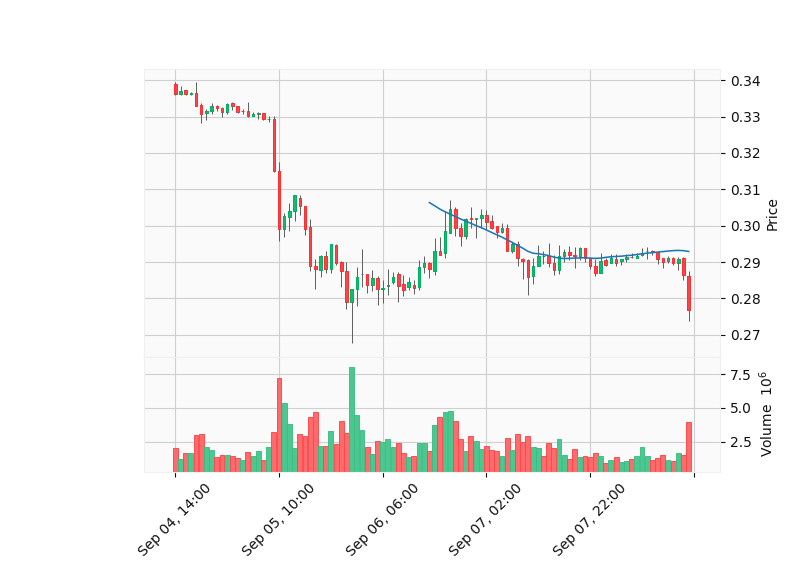 0.34
0.33
0.32
0.31
0.30
0.29
0.28
0.27
Price
7.5
5.0
2.5
Volume 10⁶
Sep 04, 14:00
Sep 05, 10:00
Sep 06, 06:00
Sep 07, 02:00
Sep 07, 22:00